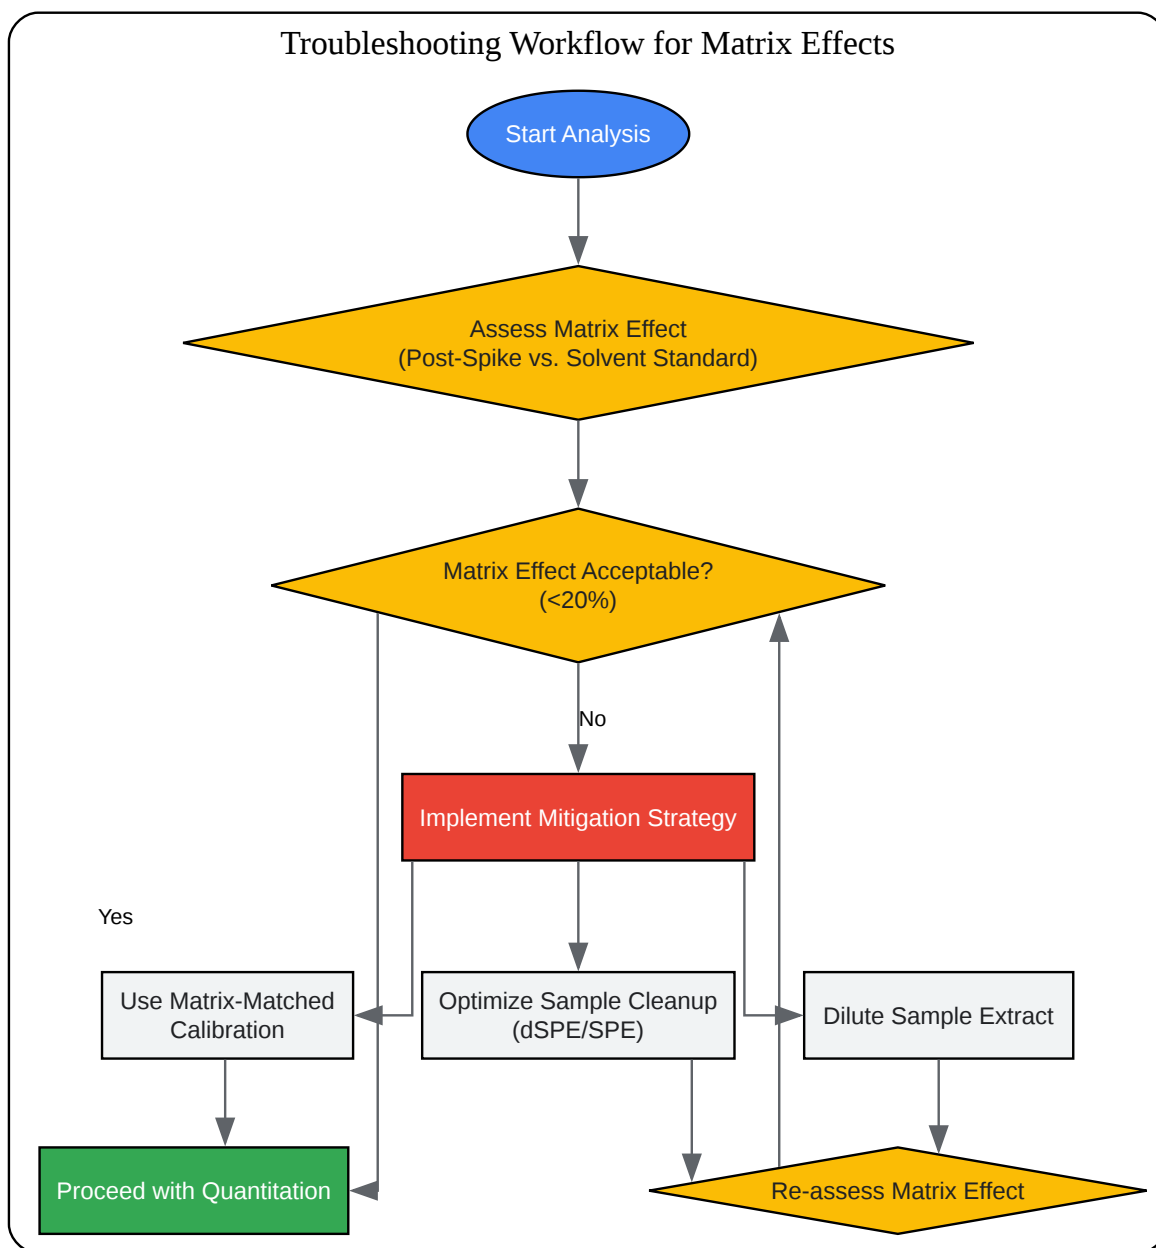 Troubleshooting Workflow for Matrix Effects
Start Analysis
Assess Matrix Effect
(Post-Spike vs. Solvent Standard)
Matrix Effect Acceptable?
(<20%)
No
Implement Mitigation Strategy
Yes
Use Matrix-Matched
Calibration
Optimize Sample Cleanup
(dSPE/SPE)
Dilute Sample Extract
Proceed with Quantitation
Re-assess Matrix Effect